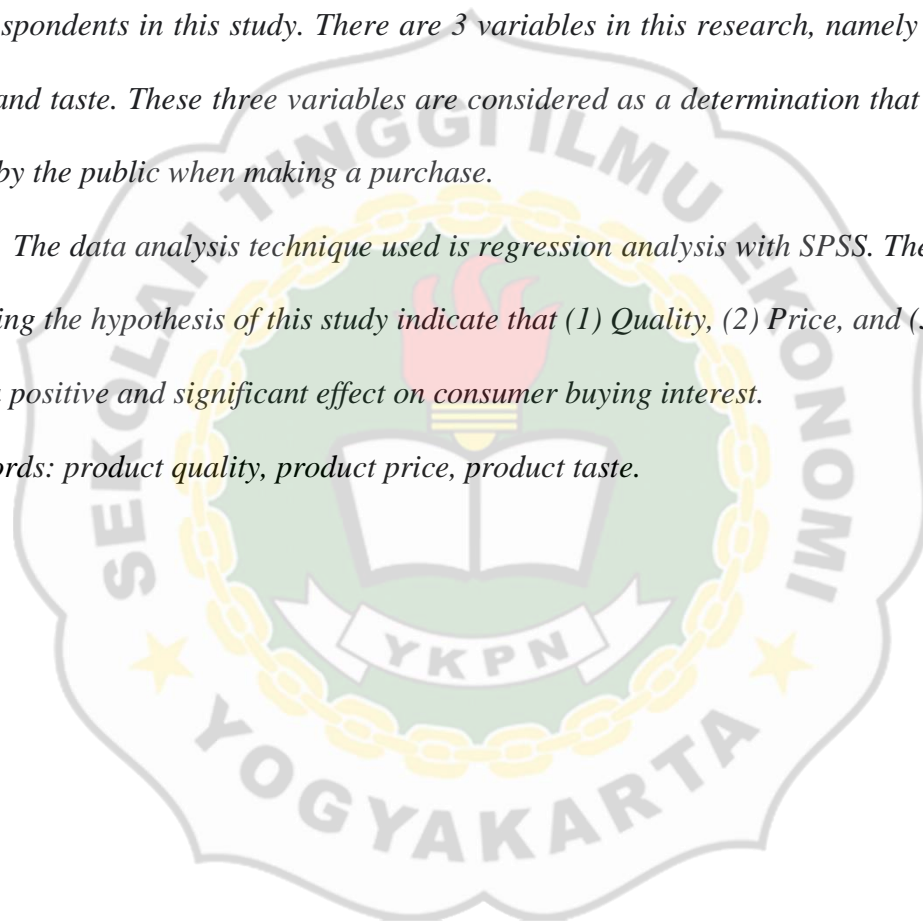 spondents in this study. There are 3 variables in this research, namely
and taste. These three variables are considered as a determination that
by the public when making a purchase.
The data analysis technique used is regression analysis with SPSS. The
ing the hypothesis of this study indicate that (1) Quality, (2) Price, and
positive and significant effect on consumer buying interest.
ords: product quality, product price, product taste.
SEKOLAH TINGGI ILMU EKONOMI
YKPN
YOGYAKARTA